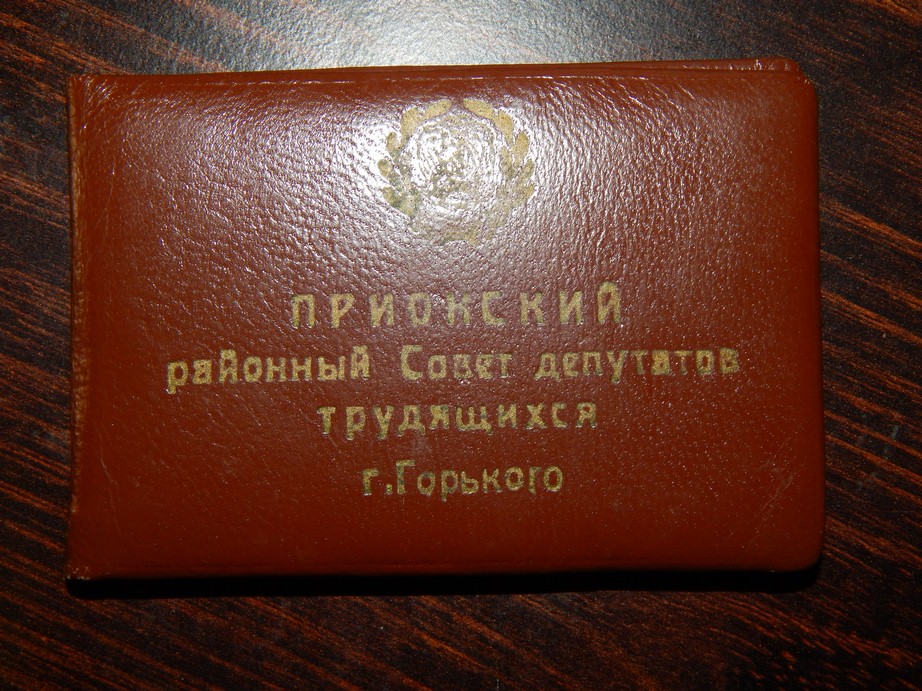 ПРИОКСКИЙ
районный Совет депутатов
трудящихся
г.Горького